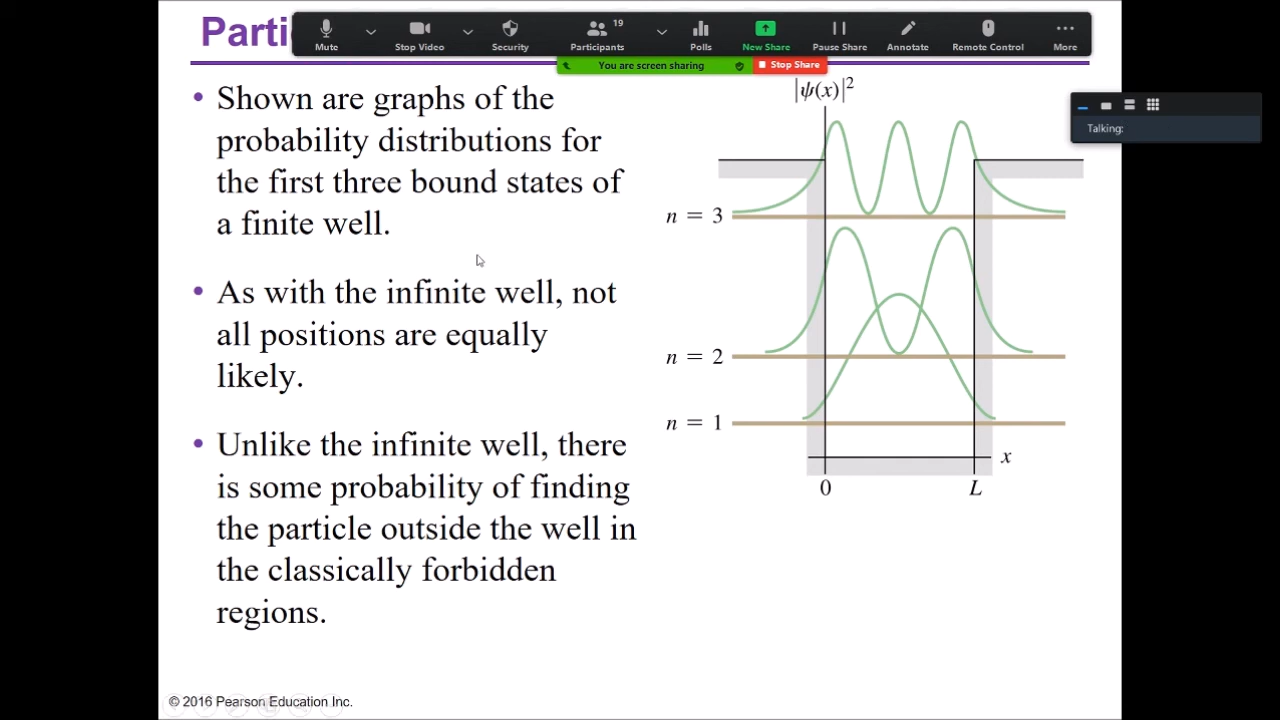 Parti
Mute
Stop Video
Security
Participants
19
Polls
New Share
Pause Share
Annotate
Remote Control
More
You are screen sharing
Stop Share
Talking:
• Shown are graphs of the
probability distributions for
the first three bound states of
a finite well.
• As with the infinite well, not
all positions are equally
likely.
• Unlike the infinite well, there
is some probability of finding
the particle outside the well in
the classically forbidden
regions.
|ψ(x)|²
n = 3
n = 2
n = 1
x
0
L
© 2016 Pearson Education Inc.